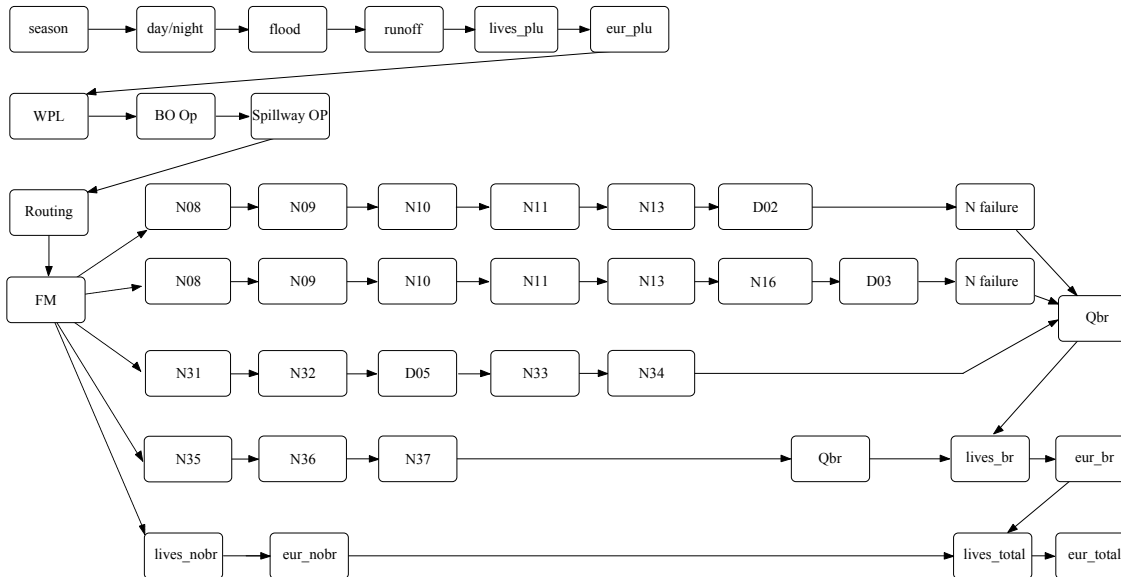 season day/night flood runoff lives_plu eur_plu
WPL BO Op Spillway OP
Routing N08 N09 N10 N11 N13 D02 N failure
FM N08 N09 N10 N11 N13 N16 D03 N failure
Qbr
N31 N32 D05 N33 N34
N35 N36 N37 Qbr lives_br eur_br
lives_nobr eur_nobr lives_total eur_total